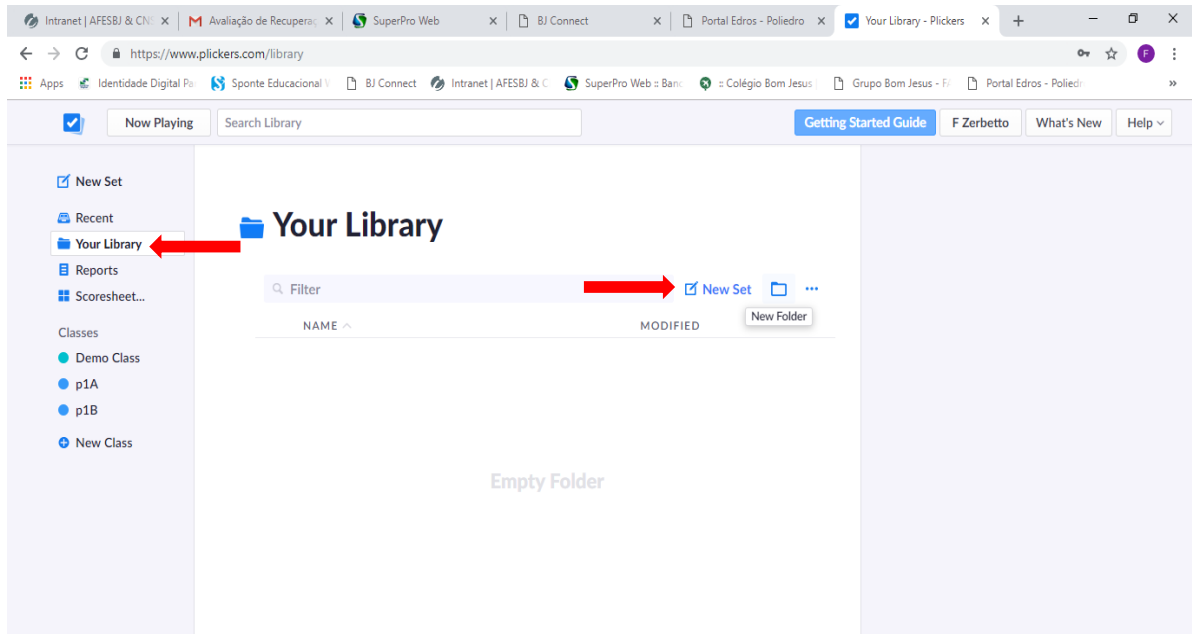 Intranet | AFESBJ & CN Avaliação de Recuperaç SuperPro Web BJ Connect Portal Edros - Poliedro Your Library - Plickers
https://www.plickers.com/library F
Apps Identidade Digital Pa Sponte Educacional BJ Connect Intranet | AFESBJ & C SuperPro Web :: Banc :: Colégio Bom Jesus Grupo Bom Jesus - F Portal Edros - Poliedr »
Now Playing Search Library Getting Started Guide F Zerbetto What's New Help
New Set
Recent
Your Library
Reports
Scoresheet...
Classes
Demo Class
p1A
p1B
New Class
Your Library
Filter New Set
New Folder
NAME MODIFIED
Empty Folder